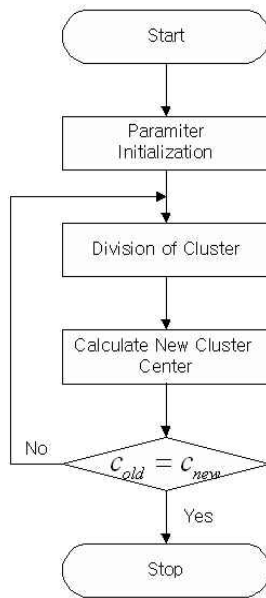 Start
Paramiter
Initialization
Division of Cluster
Calculate New Cluster
Center
No
c_old = c_new
Yes
Stop